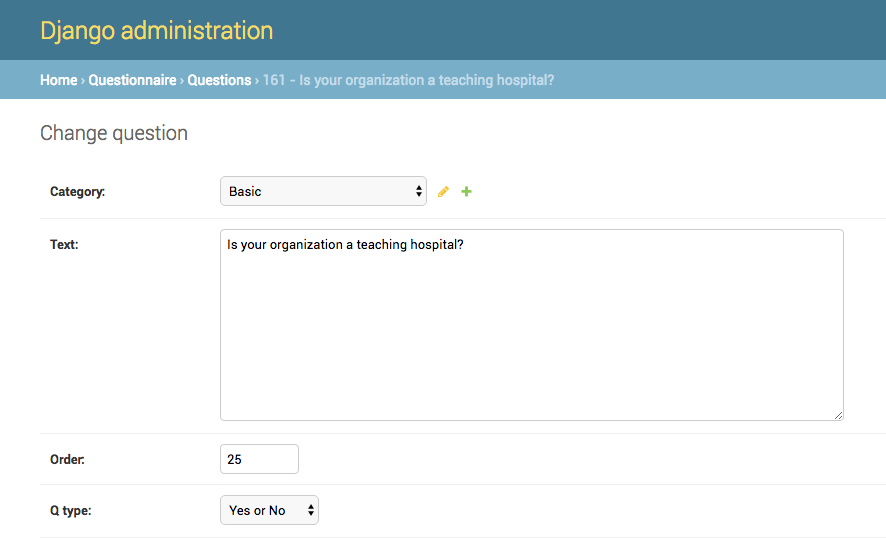 Django administration
Home › Questionnaire › Questions › 161 - Is your organization a teaching hospital?
Change question
Category: Basic
Text: Is your organization a teaching hospital?
Order: 25
Q type: Yes or No